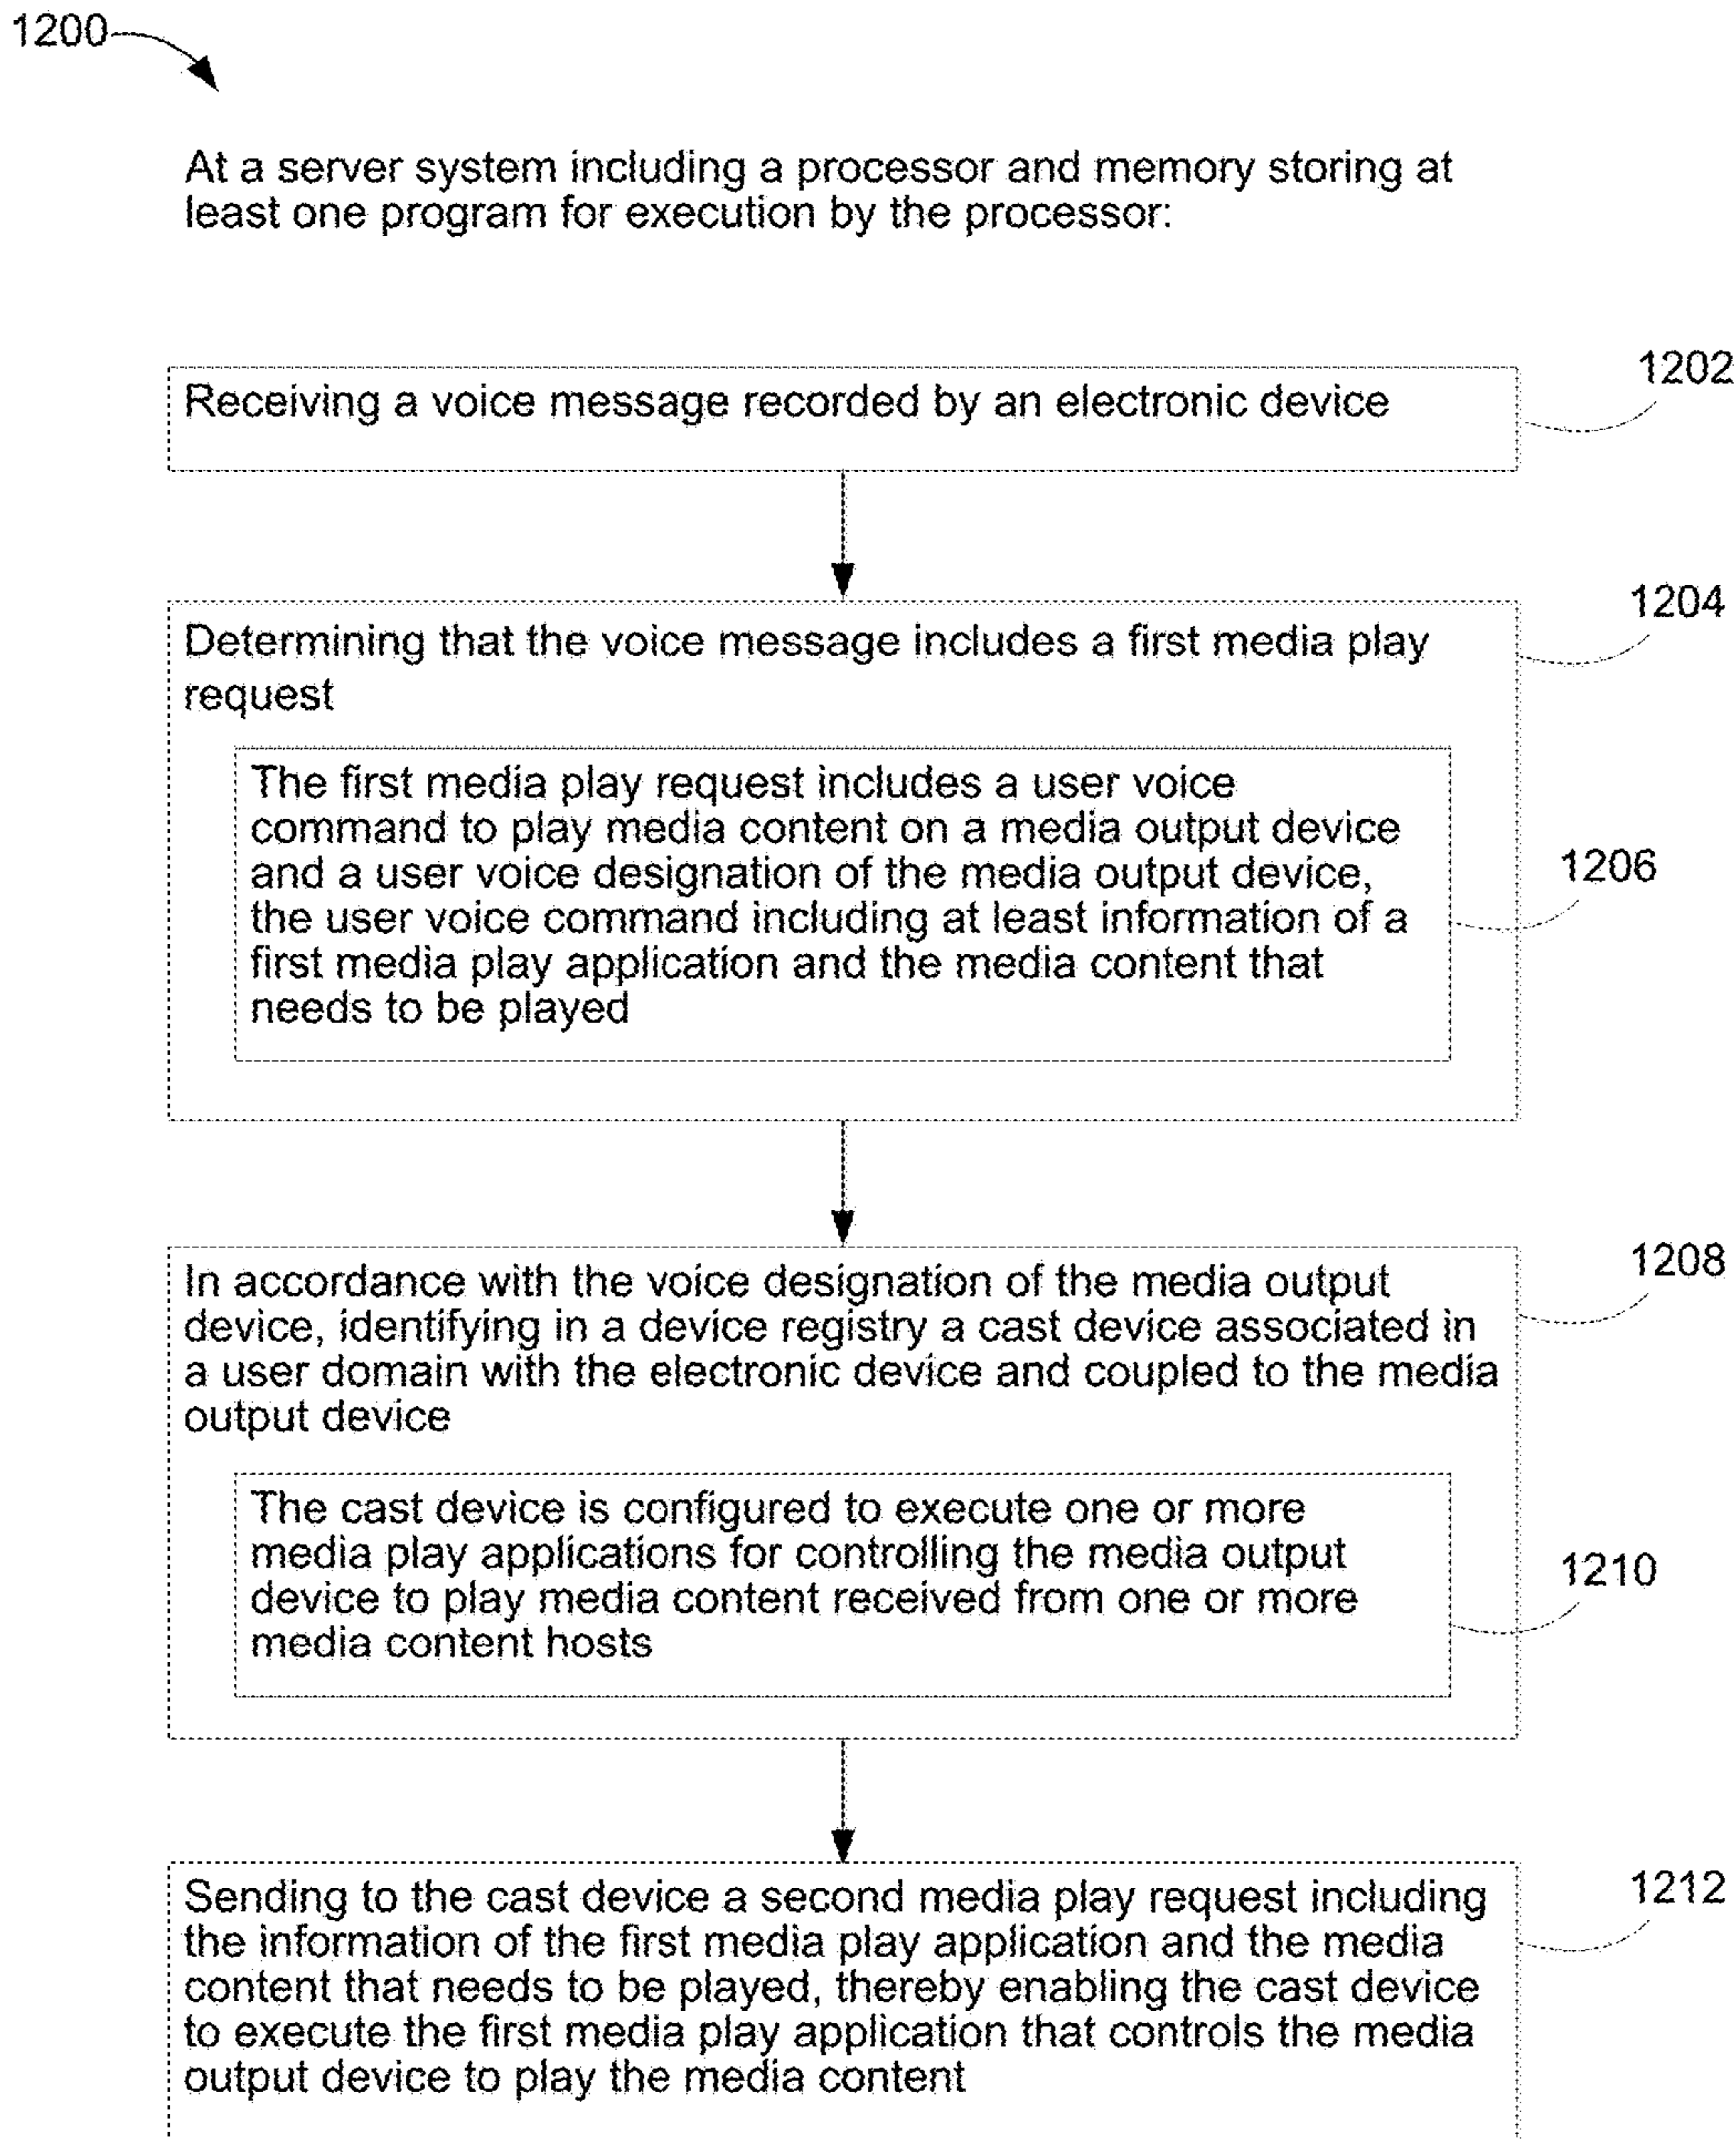 1200
At a server system including a processor and memory storing at
least one program for execution by the processor:
Receiving a voice message recorded by an electronic device
1202
Determining that the voice message includes a first media play
request
1204
The first media play request includes a user voice
command to play media content on a media output device
and a user voice designation of the media output device,
the user voice command including at least information of a
first media play application and the media content that
needs to be played
1206
In accordance with the voice designation of the media output
device, identifying in a device registry a cast device associated in
a user domain with the electronic device and coupled to the media
output device
1208
The cast device is configured to execute one or more
media play applications for controlling the media output
device to play media content received from one or more
media content hosts
1210
Sending to the cast device a second media play request including
the information of the first media play application and the media
content that needs to be played, thereby enabling the cast device
to execute the first media play application that controls the media
output device to play the media content
1212